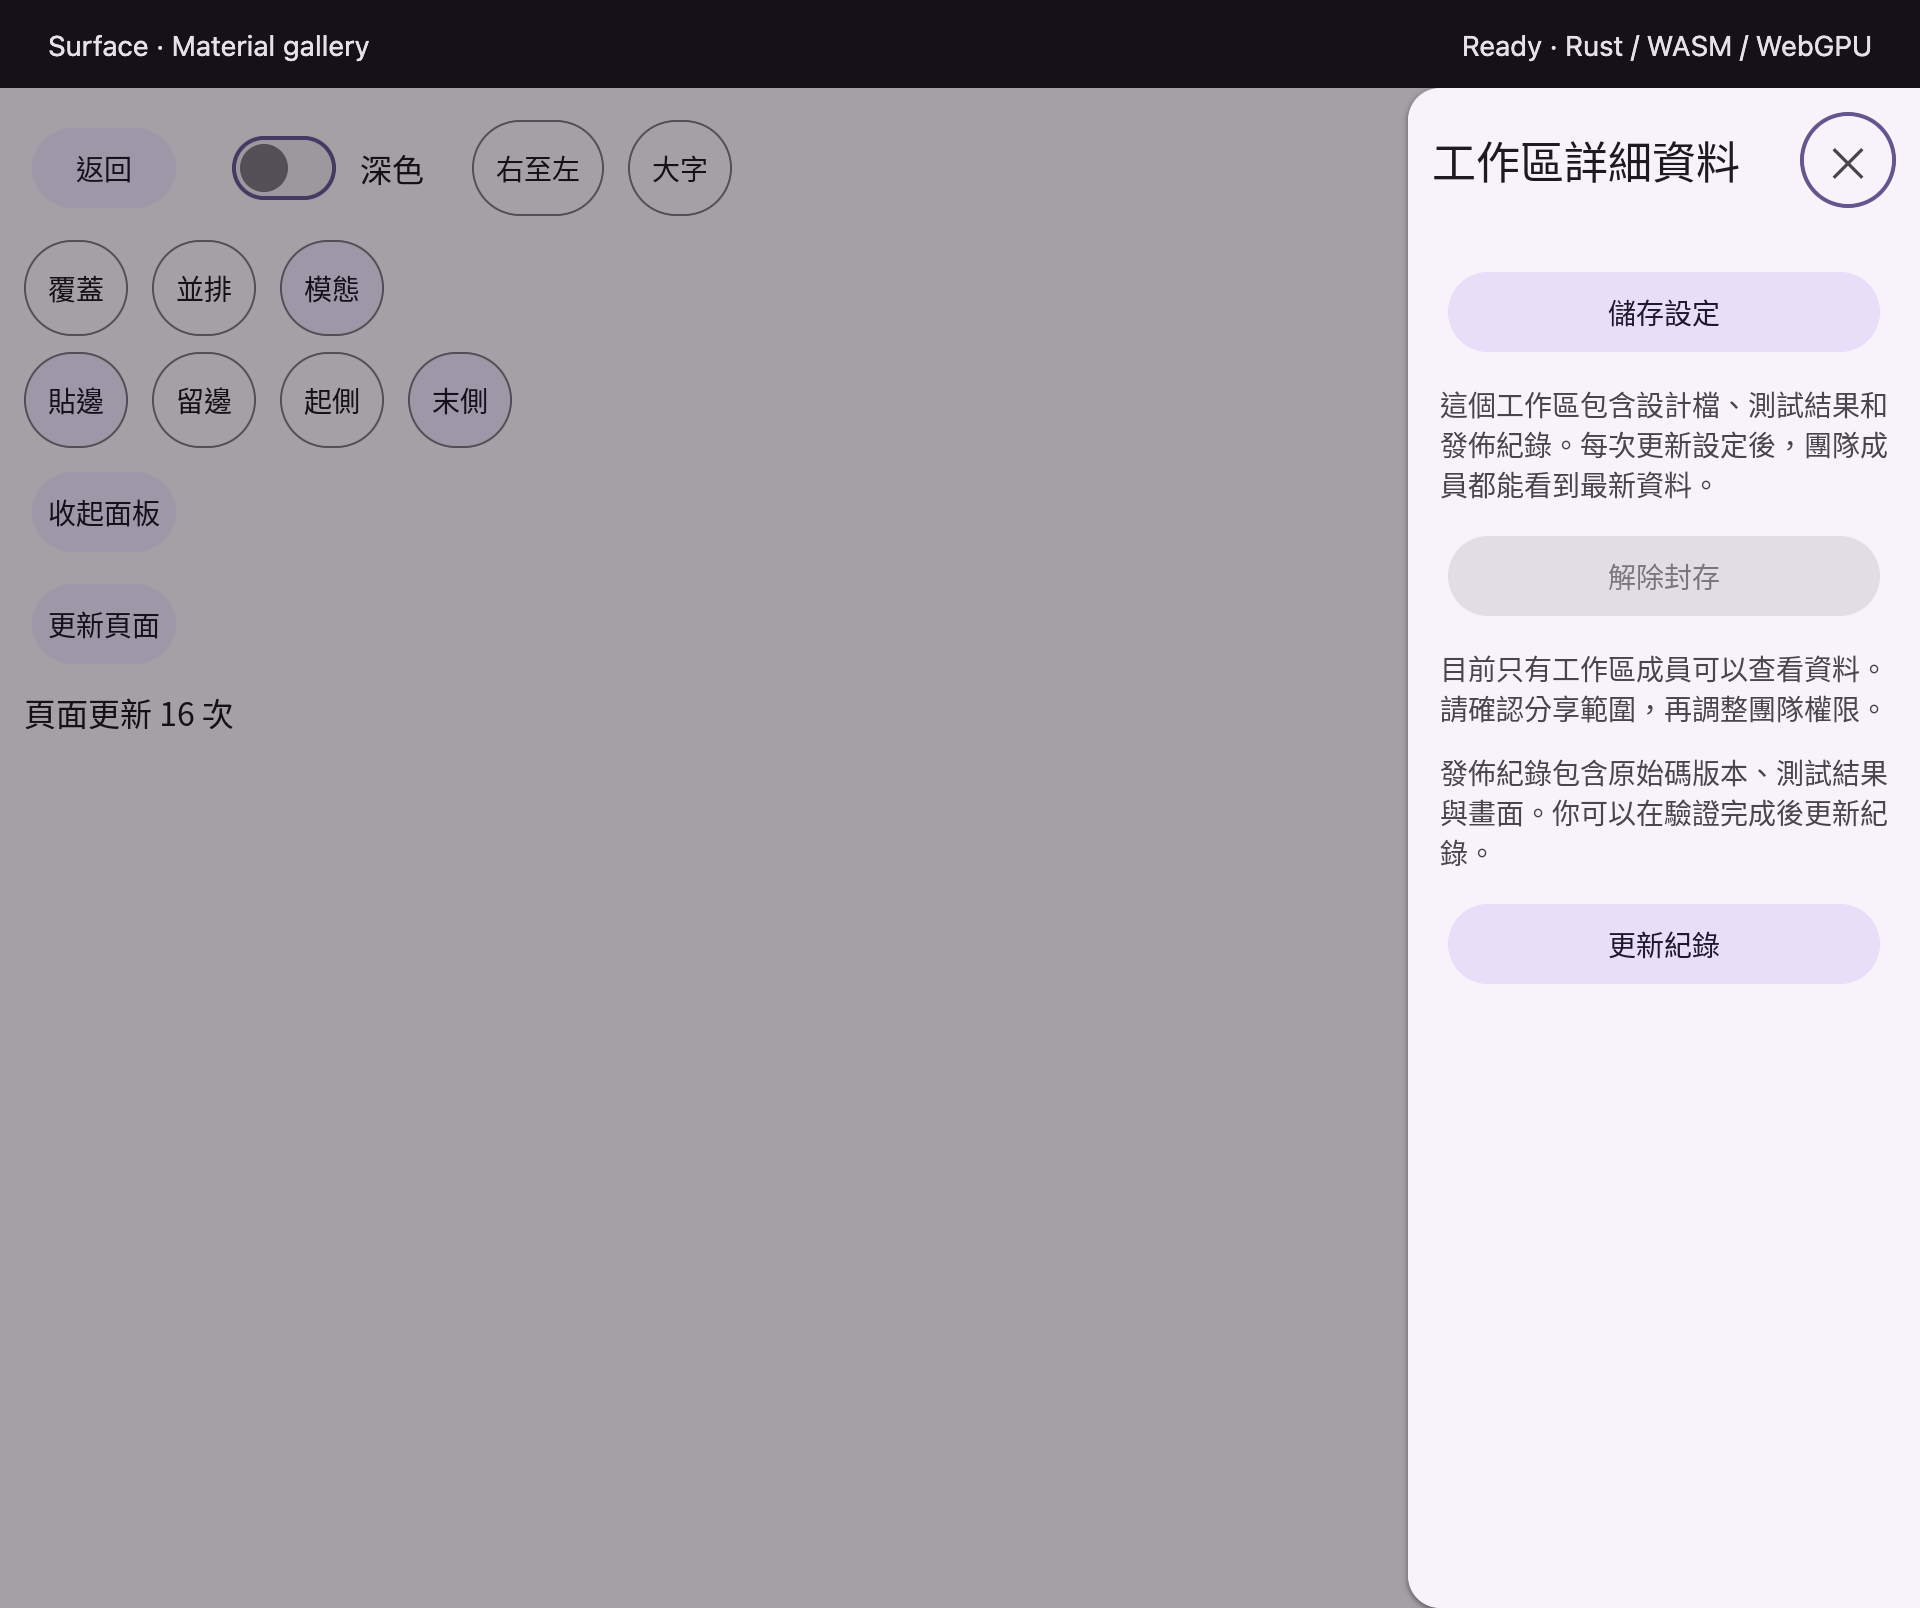 Surface · Material gallery
Ready · Rust / WASM / WebGPU
返回
深色
右至左
大字
覆蓋
並排
模態
貼邊
留邊
起側
末側
收起面板
更新頁面
頁面更新 16 次
工作區詳細資料
儲存設定
這個工作區包含設計檔、測試結果和
發佈紀錄。每次更新設定後，團隊成
員都能看到最新資料。
解除封存
目前只有工作區成員可以查看資料。
請確認分享範圍，再調整團隊權限。
發佈紀錄包含原始碼版本、測試結果
與畫面。你可以在驗證完成後更新紀
錄。
更新紀錄